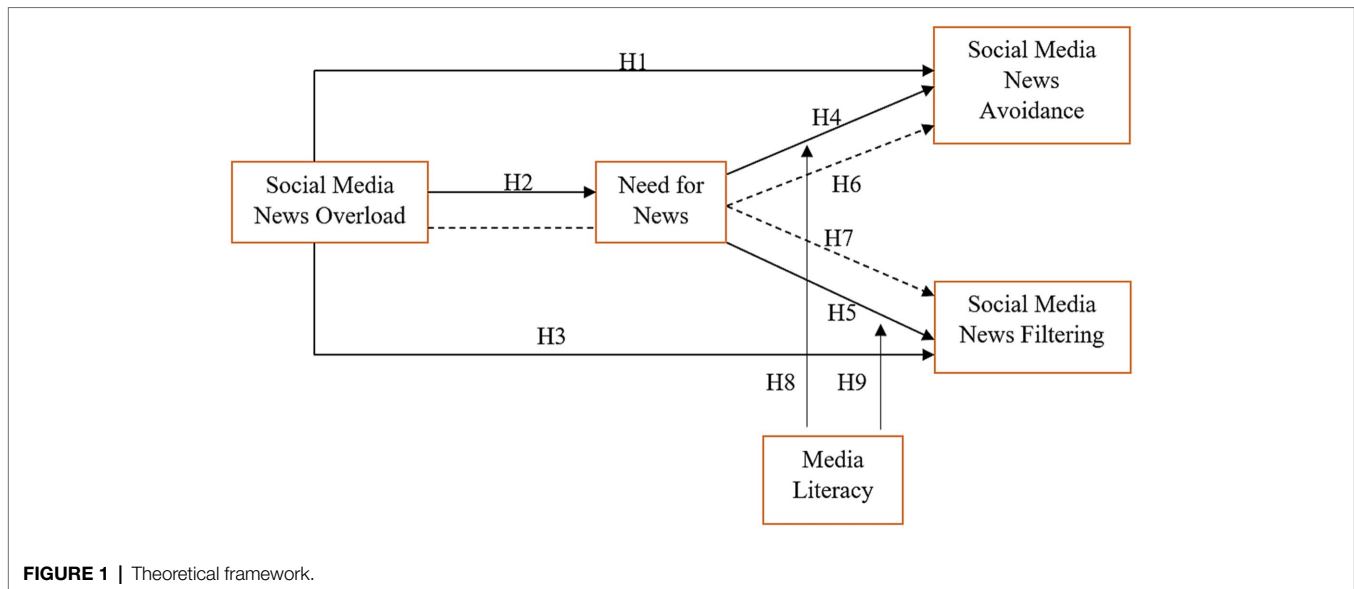 H1
Social Media
News
Avoidance
H4
Social Media
News Overload
H2
Need for
News
H6
H7
H5
Social Media
News Filtering
H3
H8
H9
Media
Literacy
FIGURE 1 | Theoretical framework.